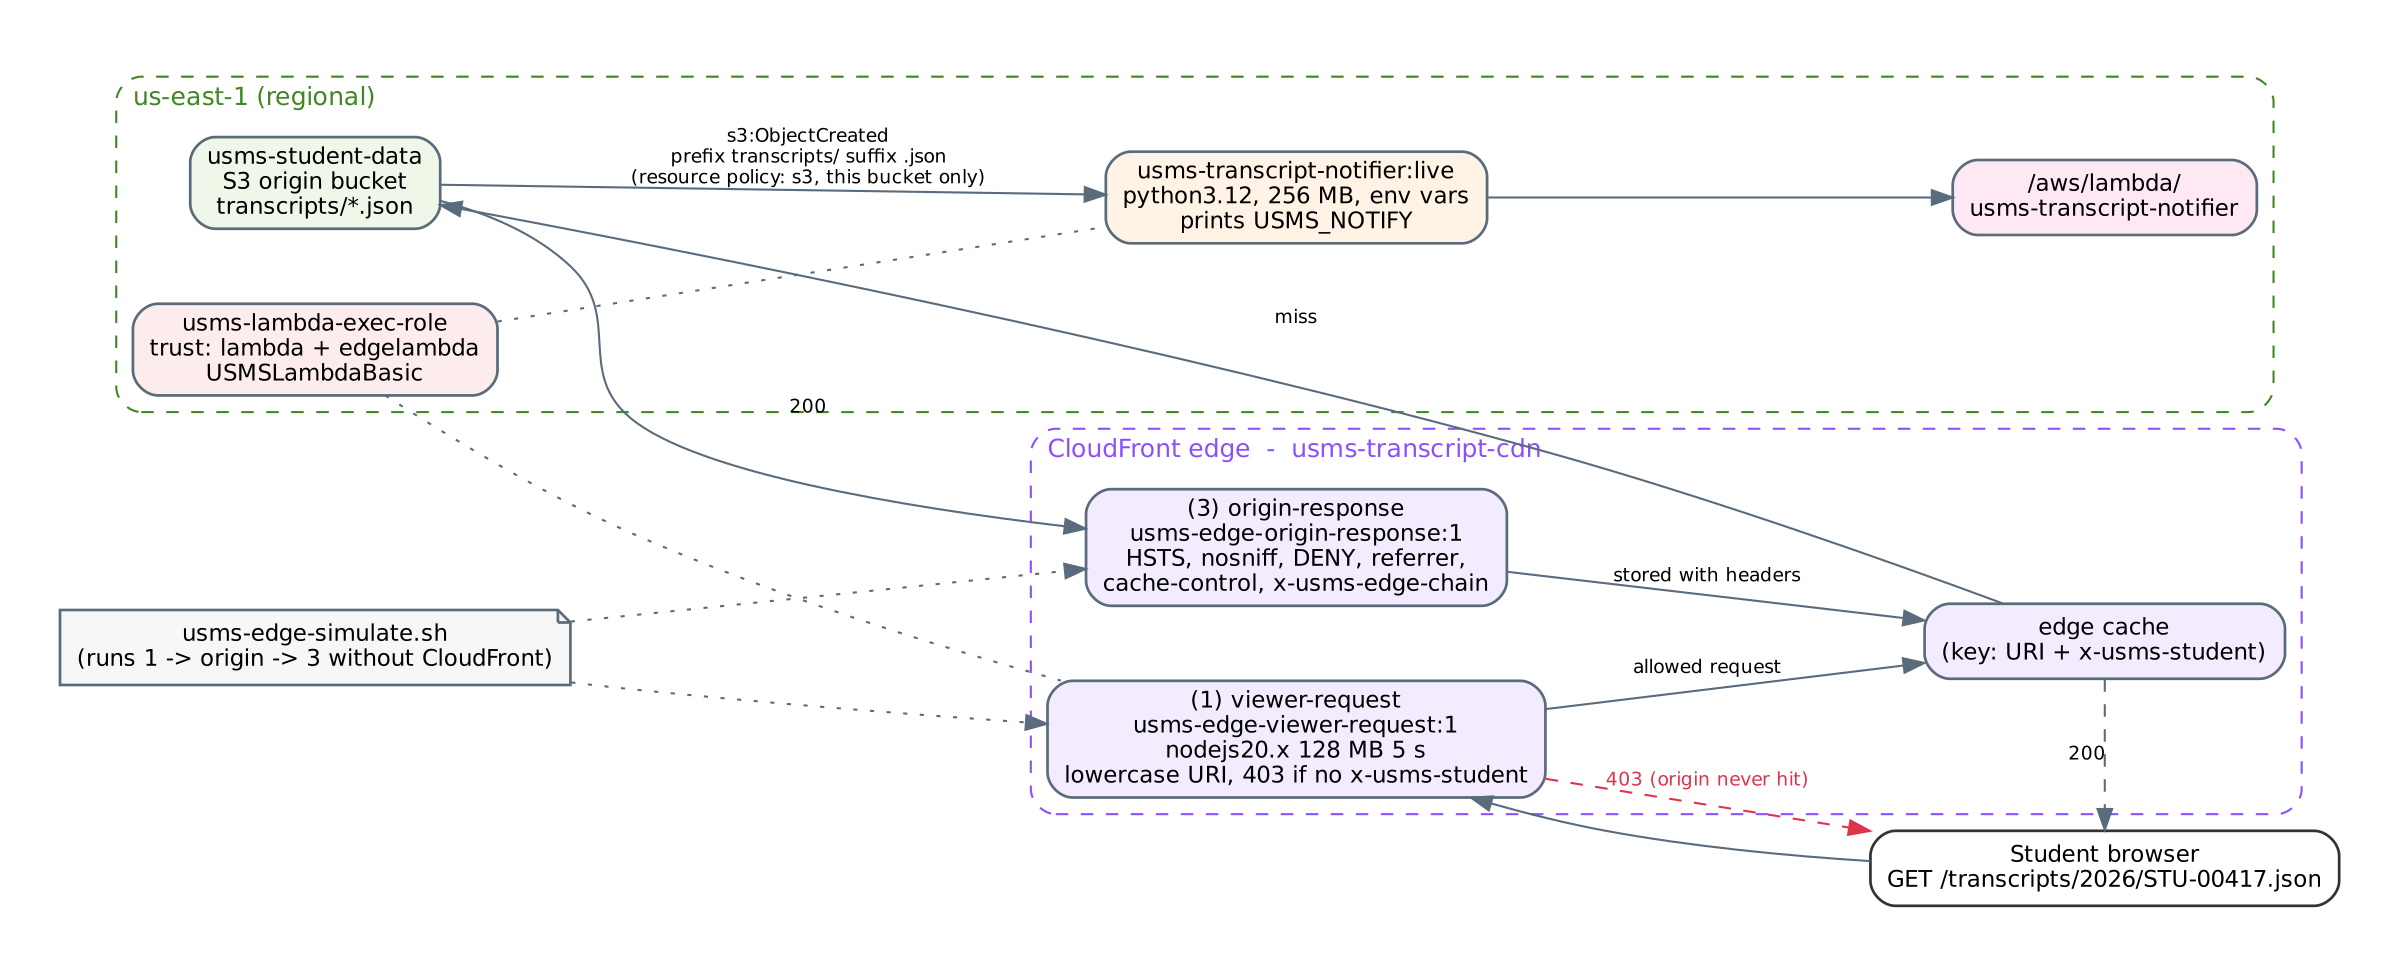 us-east-1 (regional)
usms-student-data
S3 origin bucket
transcripts/*.json
s3:ObjectCreated
prefix transcripts/ suffix .json
(resource policy: s3, this bucket only)
usms-transcript-notifier:live
python3.12, 256 MB, env vars
prints USMS_NOTIFY
/aws/lambda/
usms-transcript-notifier
usms-lambda-exec-role
trust: lambda + edgelambda
USMSLambdaBasic
miss
200
CloudFront edge - usms-transcript-cdn
(3) origin-response
usms-edge-origin-response:1
HSTS, nosniff, DENY, referrer,
cache-control, x-usms-edge-chain
stored with headers
usms-edge-simulate.sh
(runs 1 -> origin -> 3 without CloudFront)
edge cache
(key: URI + x-usms-student)
allowed request
(1) viewer-request
usms-edge-viewer-request:1
nodejs20.x 128 MB 5 s
lowercase URI, 403 if no x-usms-student
200
403 (origin never hit)
Student browser
GET /transcripts/2026/STU-00417.json